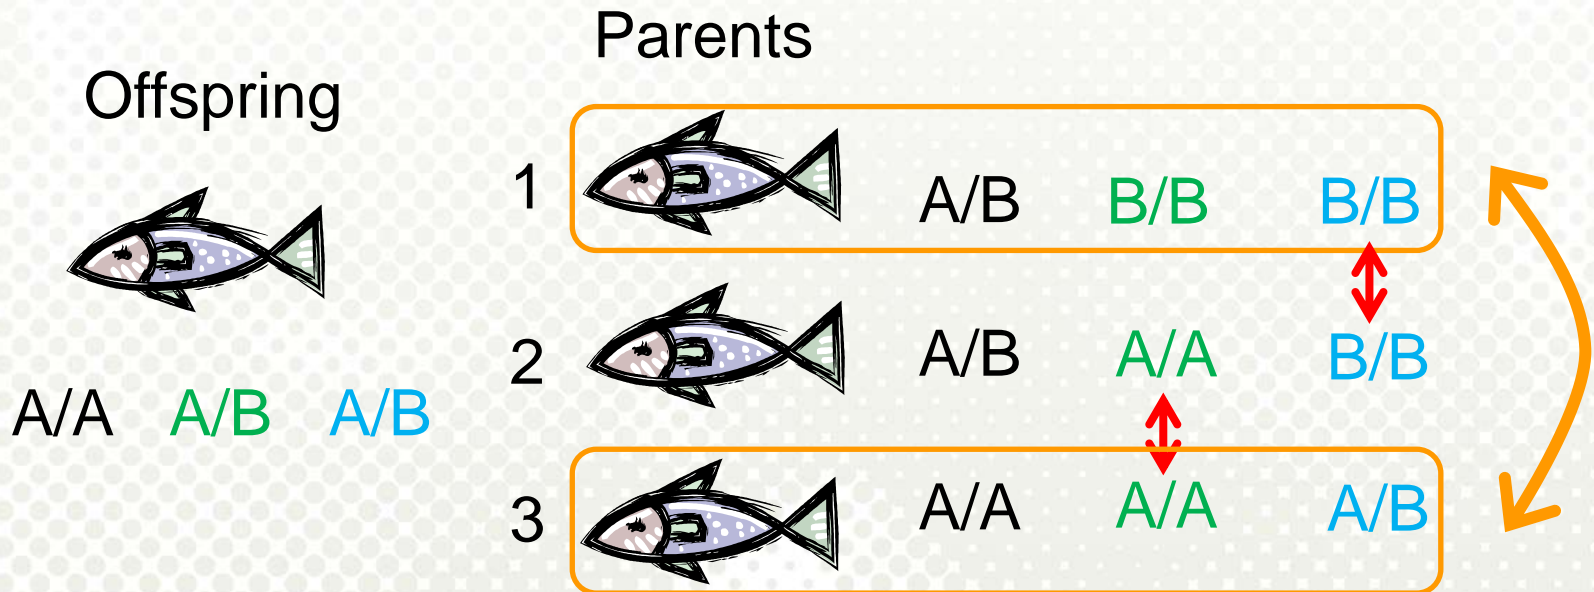 Parents
Offspring
1 A/B B/B B/B
2 A/B A/A B/B
A/A A/B A/B
3 A/A A/A A/B